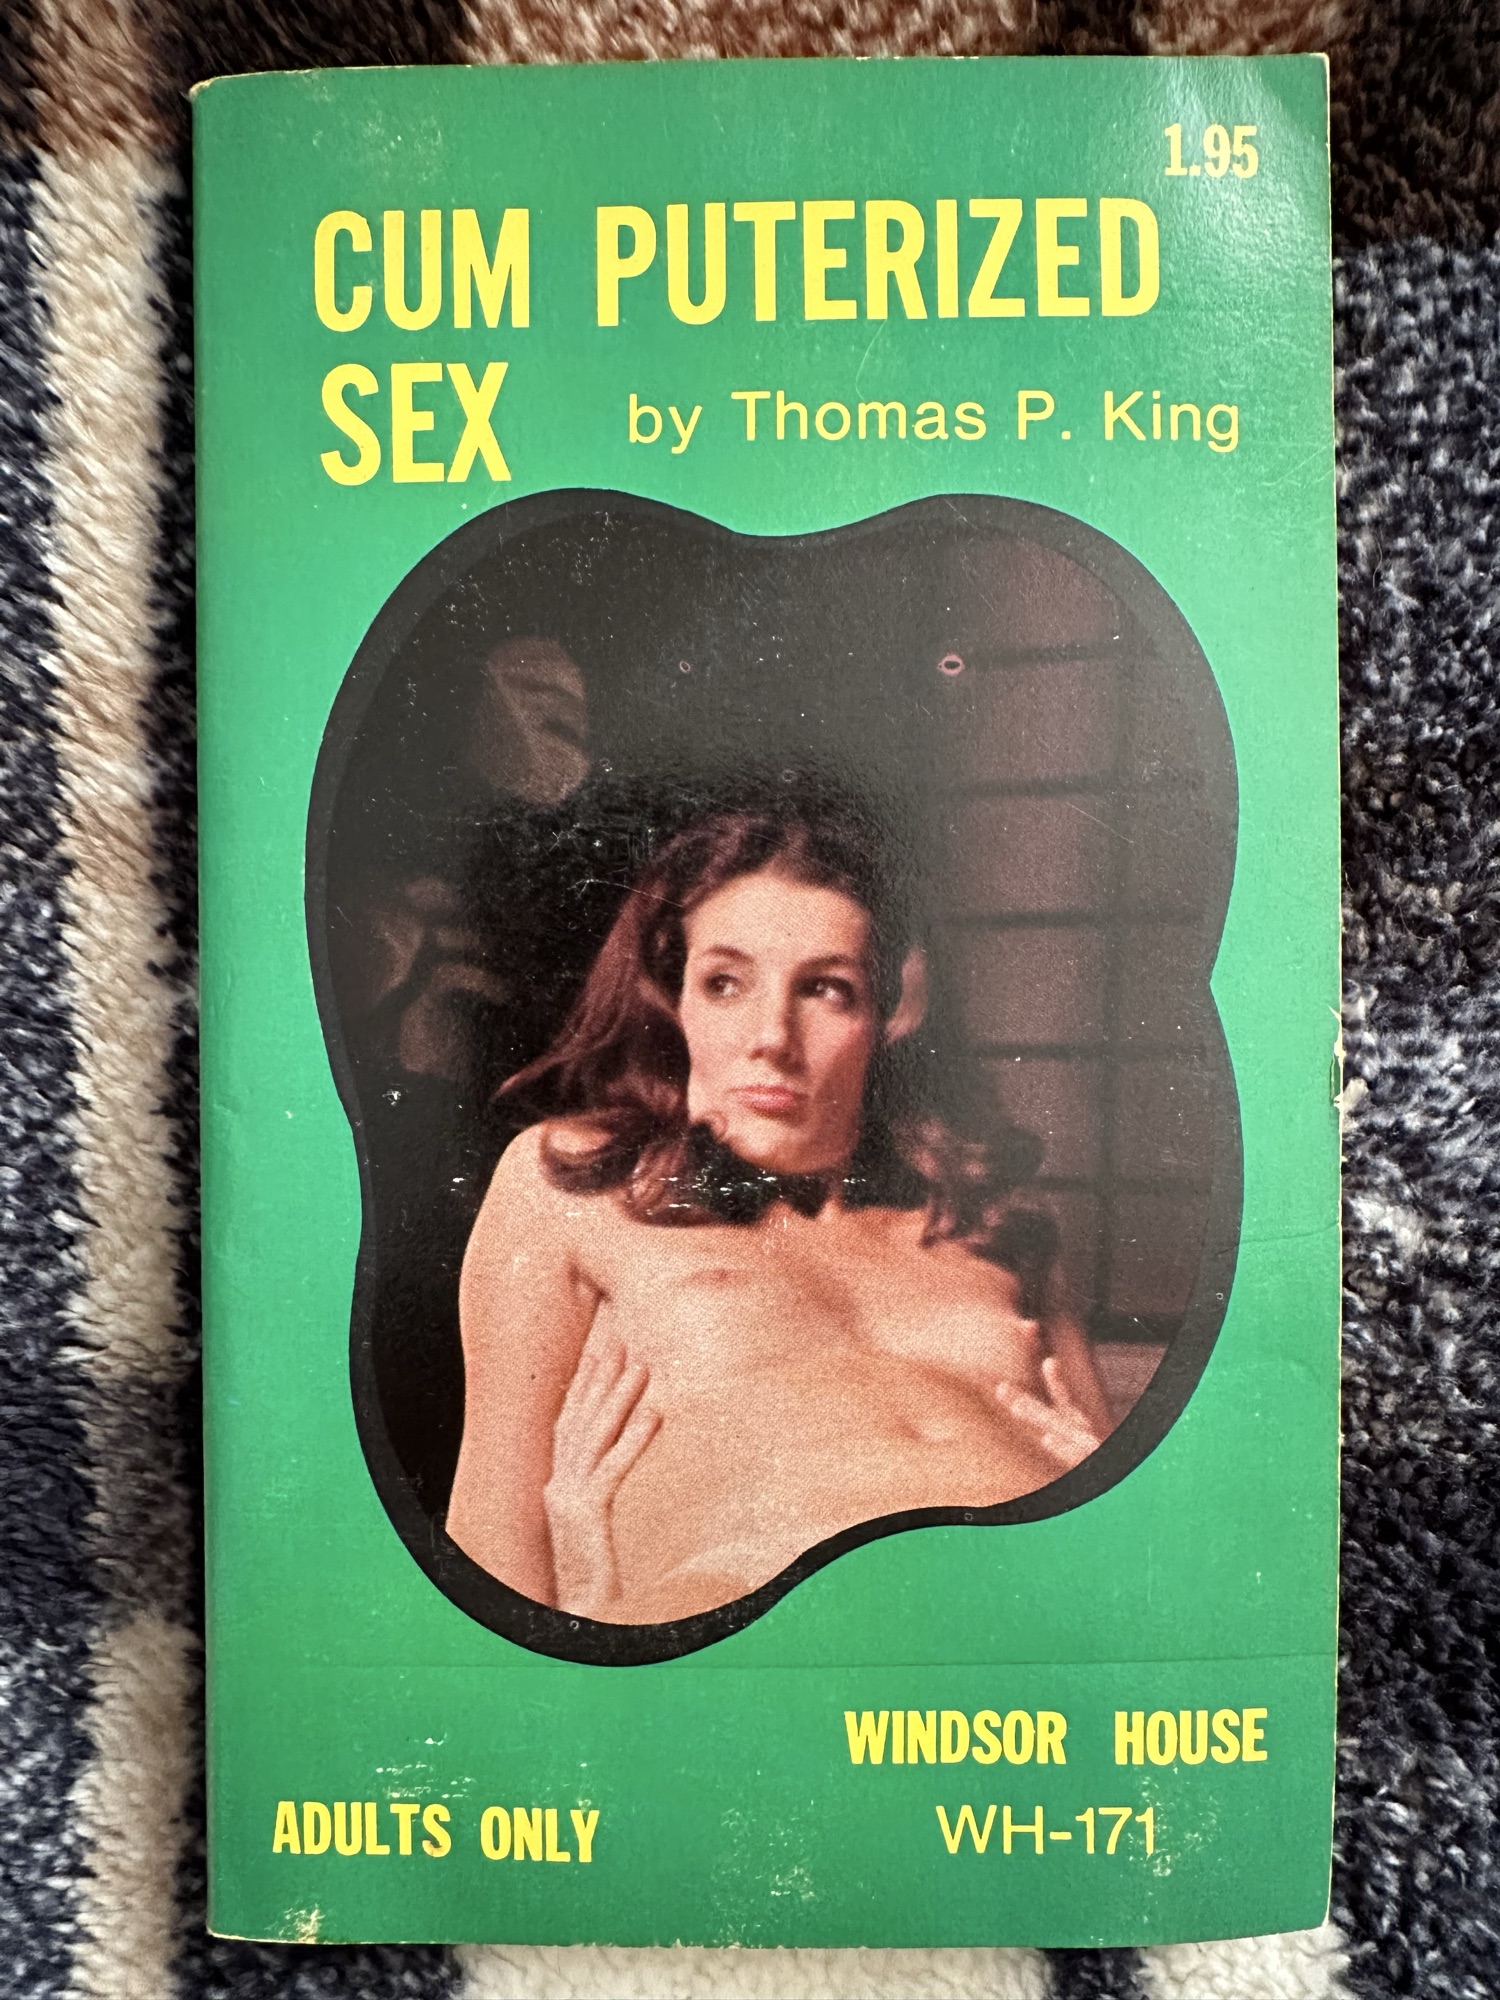 1.95
CUM PUTERIZED
SEX by Thomas P. King
WINDSOR HOUSE
ADULTS ONLY WH-171